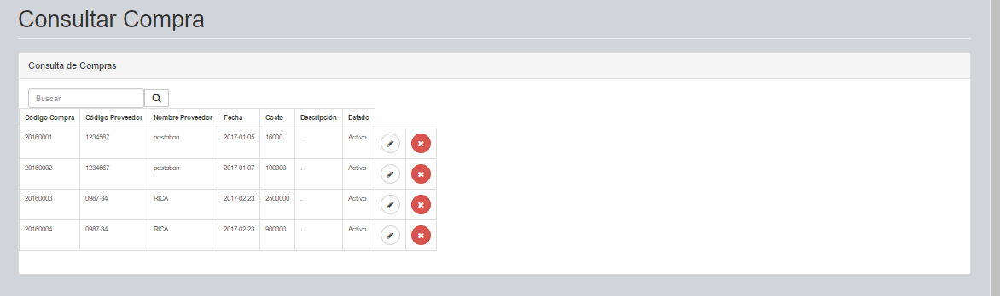 Consultar Compra
Consulta de Compras
Buscar
Código Compra Código Proveedor Nombre Proveedor Fecha Costo Descripción Estado
20160001 1234567 postobon 2017-01-05 16000 . Activo
20160002 1234567 postobon 2017-01-07 100000 . Activo
20160003 0987-34 RICA 2017-02-23 2500000 . Activo
20160004 0987-34 RICA 2017-02-23 900000 . Activo